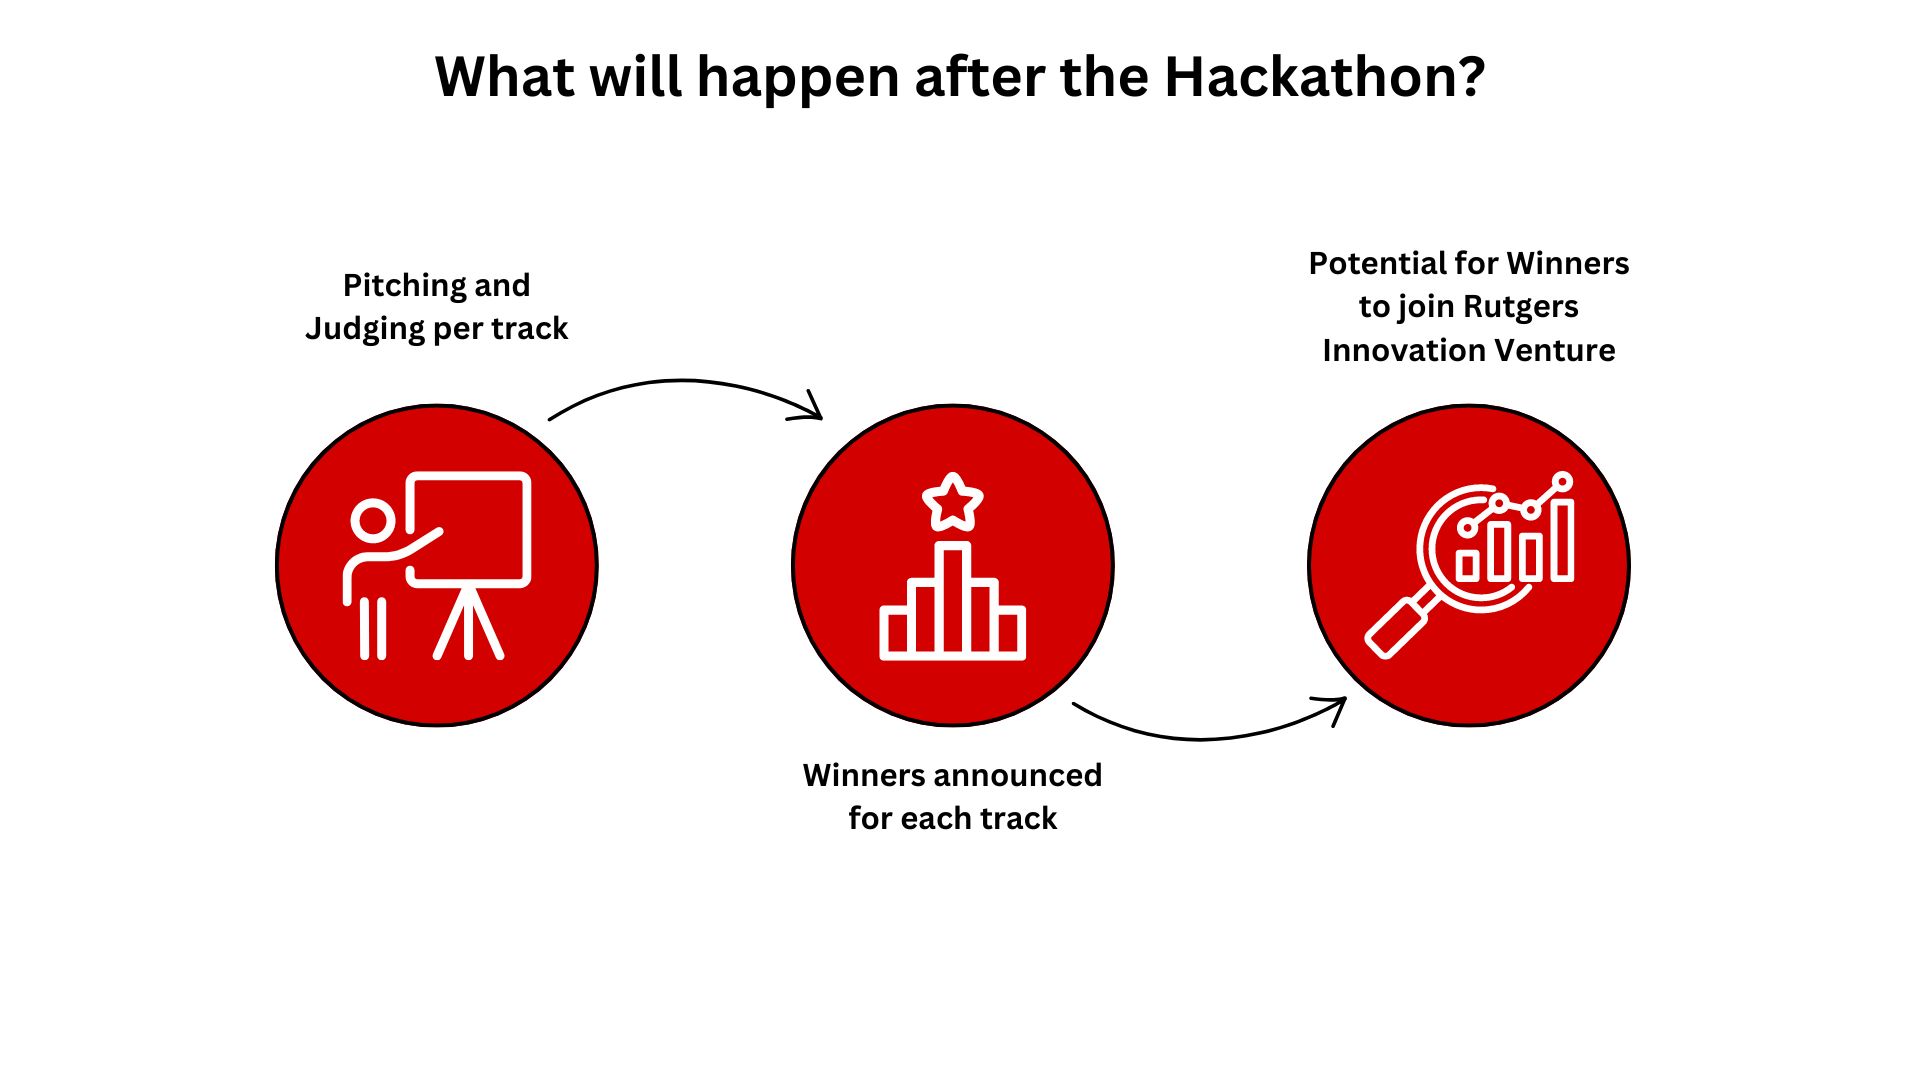 What will happen after the Hackathon?
Pitching and
Judging per track
Winners announced
for each track
Potential for Winners
to join Rutgers
Innovation Venture